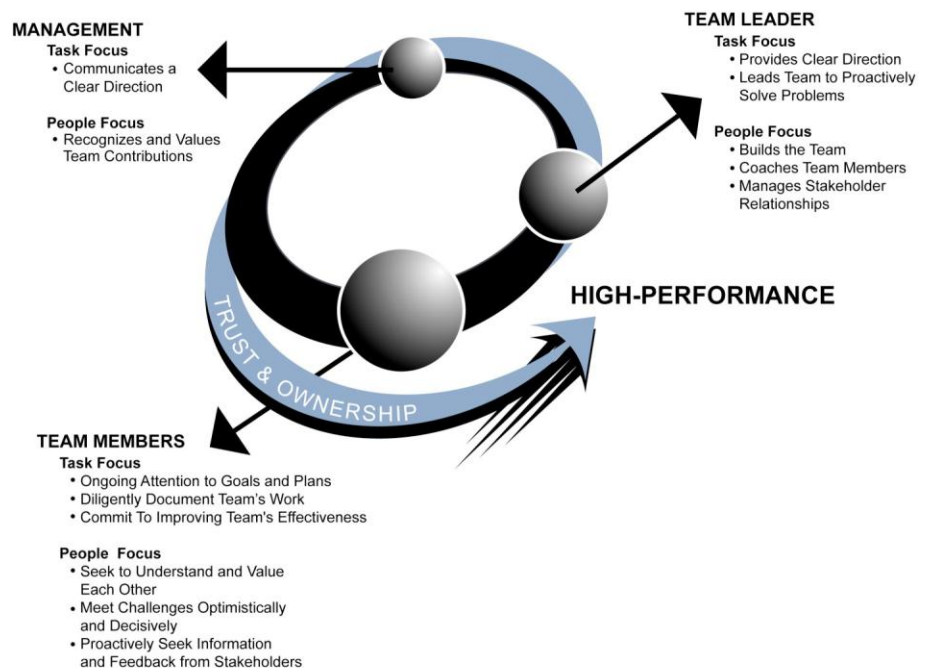 MANAGEMENT
Task Focus
• Communicates a
Clear Direction
People Focus
• Recognizes and Values
Team Contributions
TEAM LEADER
Task Focus
• Provides Clear Direction
• Leads Team to Proactively
Solve Problems
People Focus
• Builds the Team
• Coaches Team Members
• Manages Stakeholder
Relationships
HIGH-PERFORMANCE
TRUST & OWNERSHIP
TEAM MEMBERS
Task Focus
• Ongoing Attention to Goals and Plans
• Diligently Document Team's Work
• Commit To Improving Team's Effectiveness
People Focus
• Seek to Understand and Value
Each Other
• Meet Challenges Optimistically
and Decisively
• Proactively Seek Information
and Feedback from Stakeholders